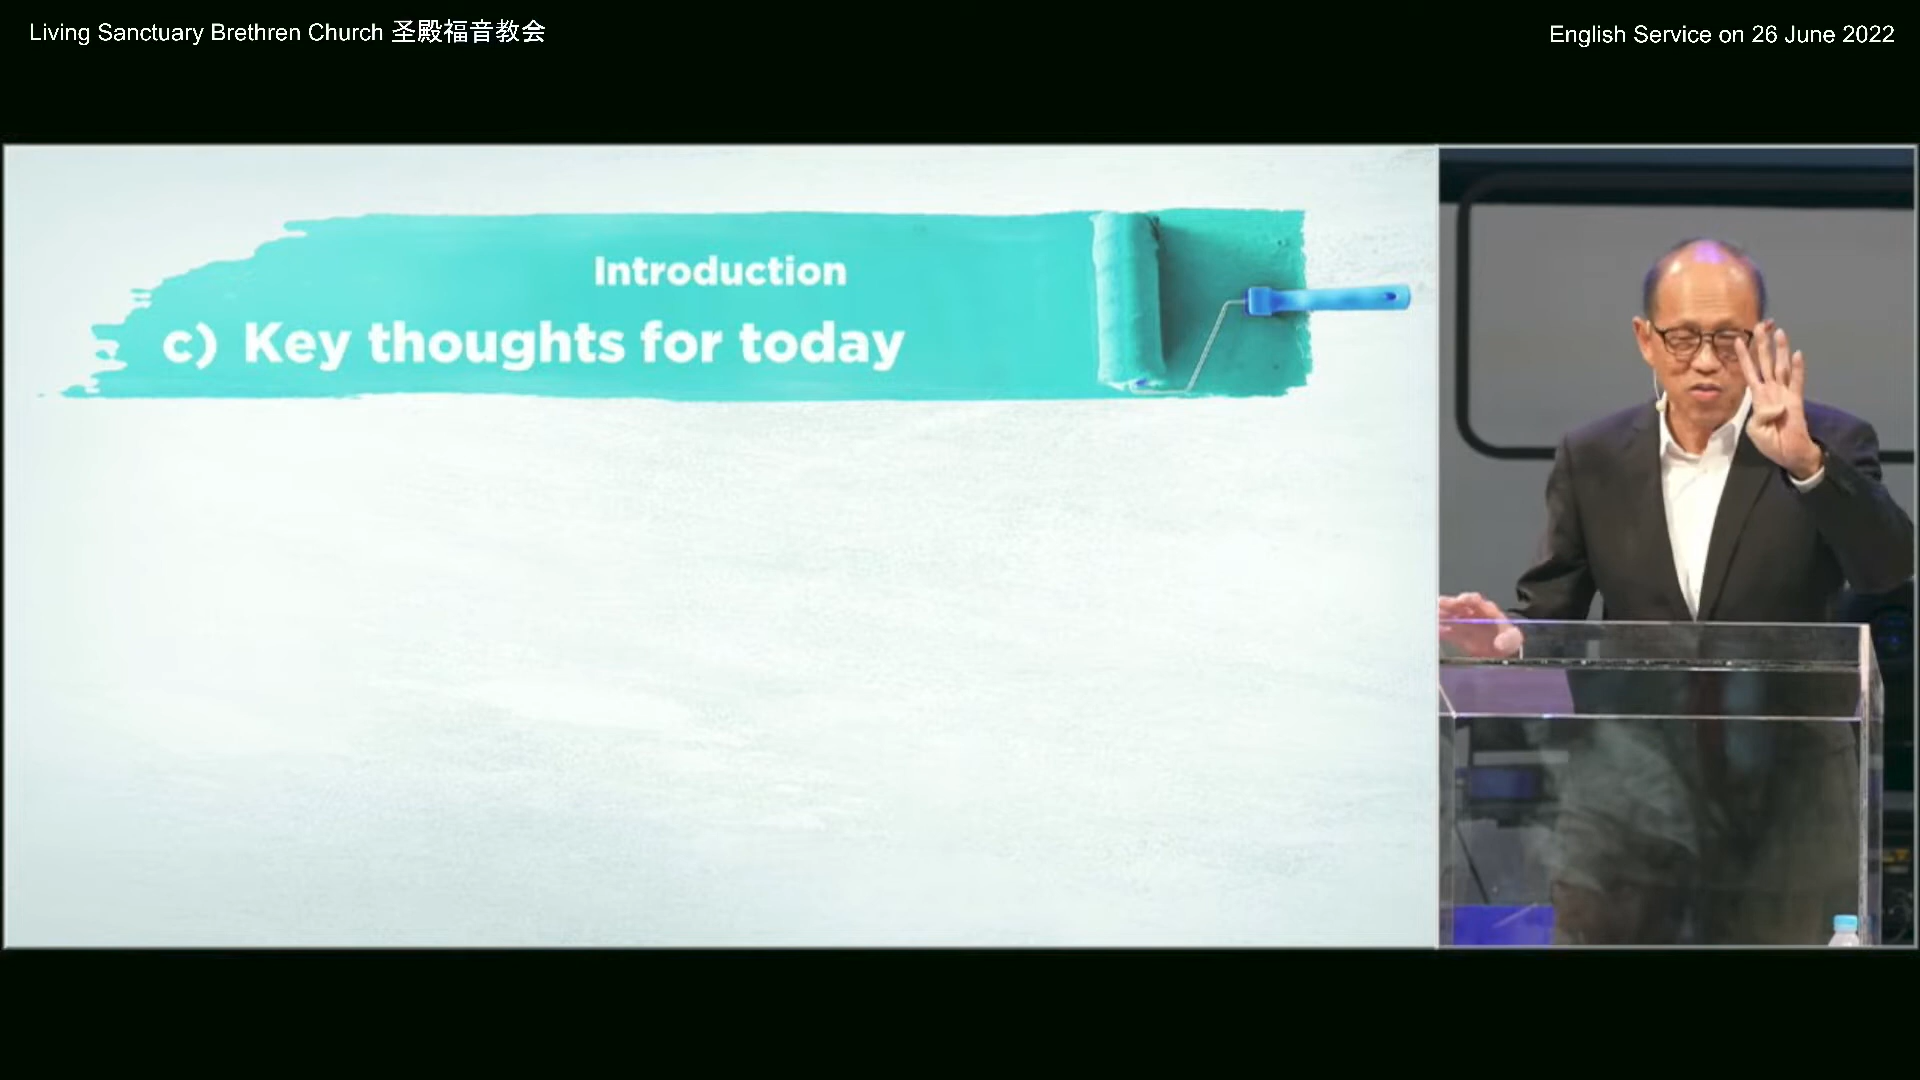 Living Sanctuary Brethren Church 圣殿福音教会
English Service on 26 June 2022
Introduction
c) Key thoughts for today